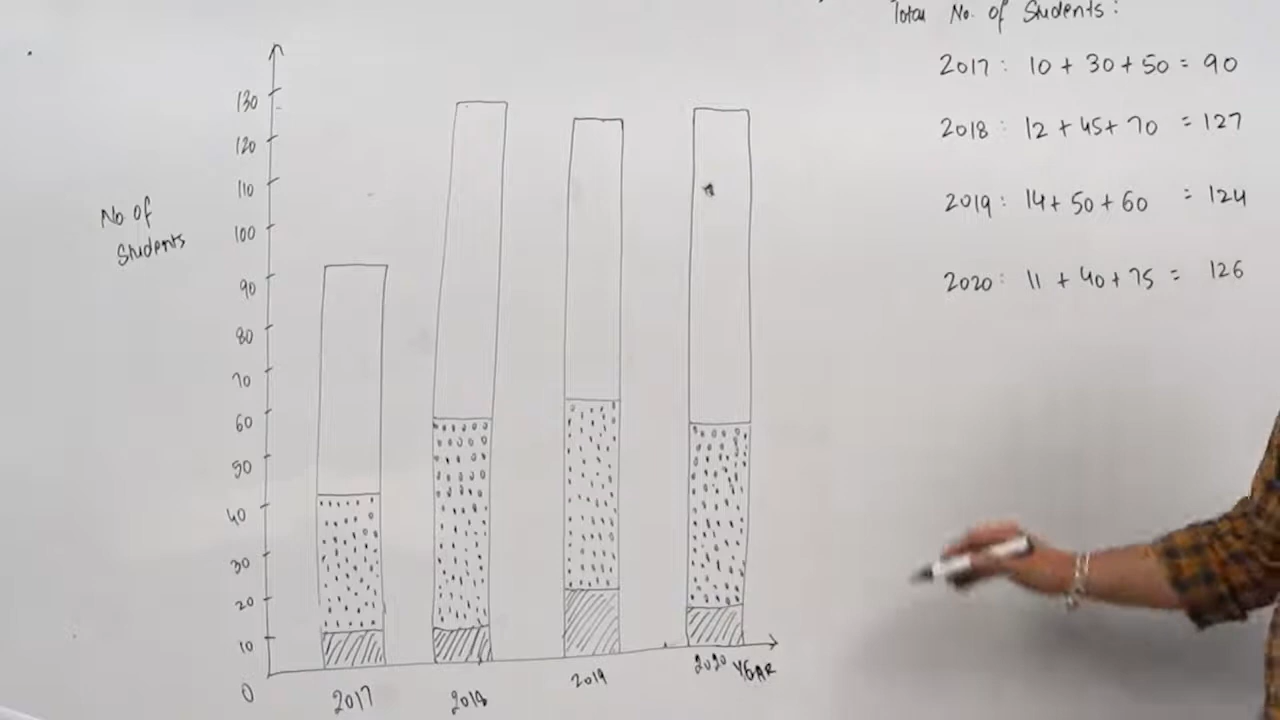 Total No. of Students:
2017: 10 + 30 + 50 = 90
2018: 12 + 45 + 70 = 127
2019: 14 + 50 + 60 = 124
2020: 11 + 40 + 75 = 126
No of
Students
130
120
110
100
90
80
70
60
50
40
30
20
10
0
2017
2018
2019
2020
YEAR